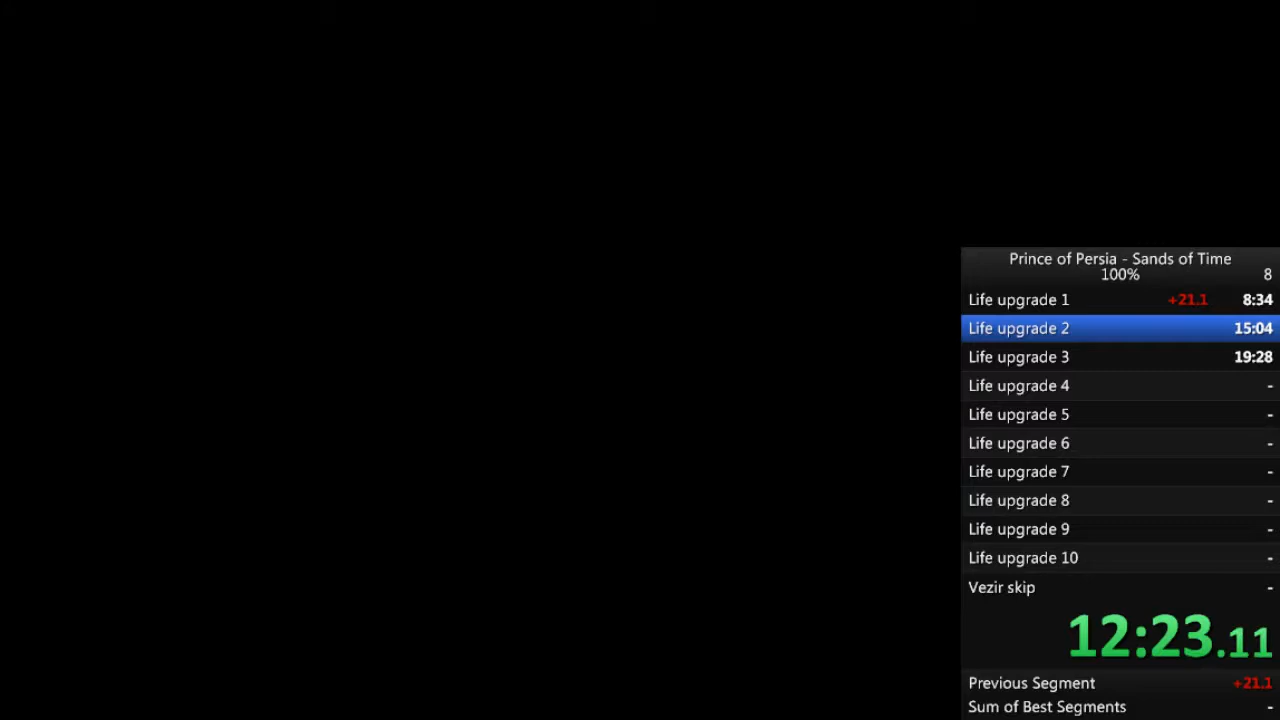 Prince of Persia - Sands of Time
100% 8
Life upgrade 1 +21.1 8:34
Life upgrade 2 15:04
Life upgrade 3 19:28
Life upgrade 4 -
Life upgrade 5 -
Life upgrade 6 -
Life upgrade 7 -
Life upgrade 8 -
Life upgrade 9 -
Life upgrade 10 -
Vezir skip -
12:23.11
Previous Segment +21.1
Sum of Best Segments -